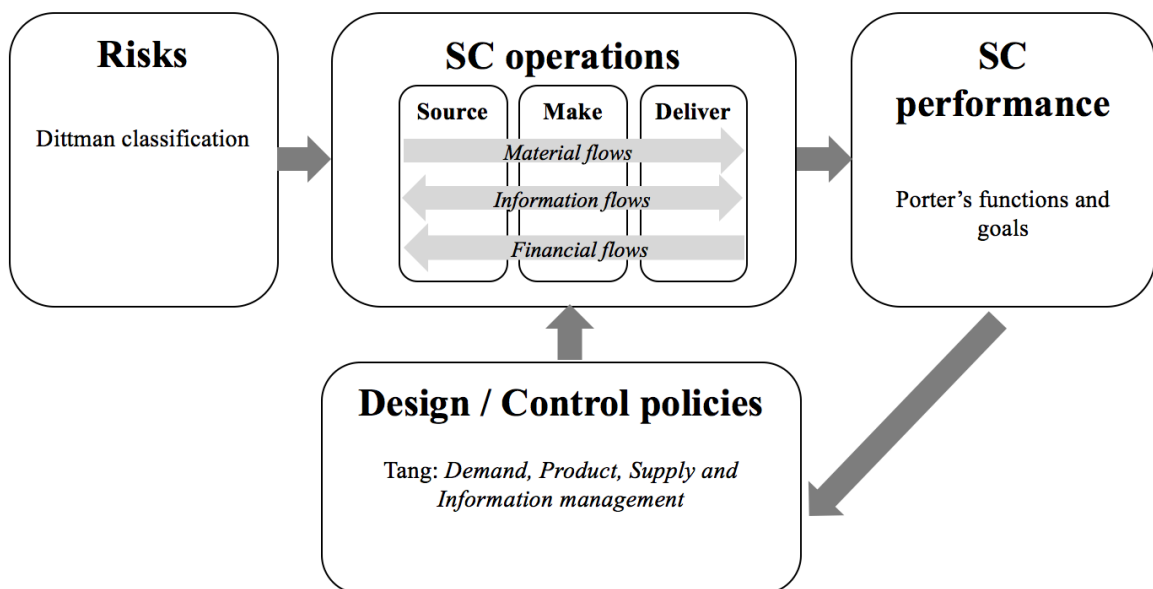 Risks
Dittman classification
SC operations
Source
Make
Deliver
Material flows
Information flows
Financial flows
SC
performance
Porter’s functions and
goals
Design / Control policies
Tang: Demand, Product, Supply and
Information management